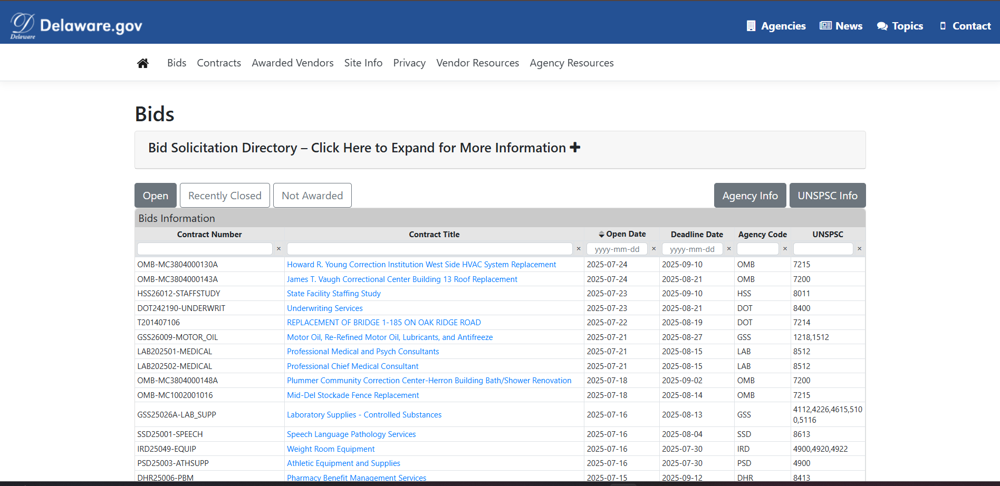 Delaware
Delaware.gov
Agencies News Topics Contact
Bids Contracts Awarded Vendors Site Info Privacy Vendor Resources Agency Resources
Bids
Bid Solicitation Directory – Click Here to Expand for More Information +
Open Recently Closed Not Awarded Agency Info UNSPSC Info
Bids Information
Contract Number Contract Title Open Date Deadline Date Agency Code UNSPSC
× × yyyy-mm-dd × yyyy-mm-dd × × ×
OMB-MC3804000130A Howard R. Young Correction Institution West Side HVAC System Replacement 2025-07-24 2025-09-10 OMB 7215
OMB-MC3804000143A James T. Vaugh Correctional Center Building 13 Roof Replacement 2025-07-24 2025-08-21 OMB 7200
HSS26012-STAFFSTUDY State Facility Staffing Study 2025-07-23 2025-09-10 HSS 8011
DOT242190-UNDERWRIT Underwriting Services 2025-07-23 2025-08-21 DOT 8400
T201407106 REPLACEMENT OF BRIDGE 1-185 ON OAK RIDGE ROAD 2025-07-22 2025-08-19 DOT 7214
GSS26009-MOTOR_OIL Motor Oil, Re-Refined Motor Oil, Lubricants, and Antifreeze 2025-07-21 2025-08-27 GSS 1218,1512
LAB202501-MEDICAL Professional Medical and Psych Consultants 2025-07-21 2025-08-15 LAB 8512
LAB202502-MEDICAL Professional Chief Medical Consultant 2025-07-21 2025-08-15 LAB 8512
OMB-MC3804000148A Plummer Community Correction Center-Herron Building Bath/Shower Renovation 2025-07-18 2025-09-02 OMB 7200
OMB-MC1002001016 Mid-Del Stockade Fence Replacement 2025-07-18 2025-08-14 OMB 7215
GSS25026A-LAB_SUPP Laboratory Supplies - Controlled Substances 2025-07-16 2025-08-13 GSS 4112,4226,4615,510
0,5116
SSD25001-SPEECH Speech Language Pathology Services 2025-07-16 2025-08-04 SSD 8613
IRD25049-EQUIP Weight Room Equipment 2025-07-16 2025-07-30 IRD 4900,4920,4922
PSD25003-ATHSUPP Athletic Equipment and Supplies 2025-07-16 2025-07-30 PSD 4900
DHR25006-PBM Pharmacy Benefit Management Services 2025-07-15 2025-09-12 DHR 8413